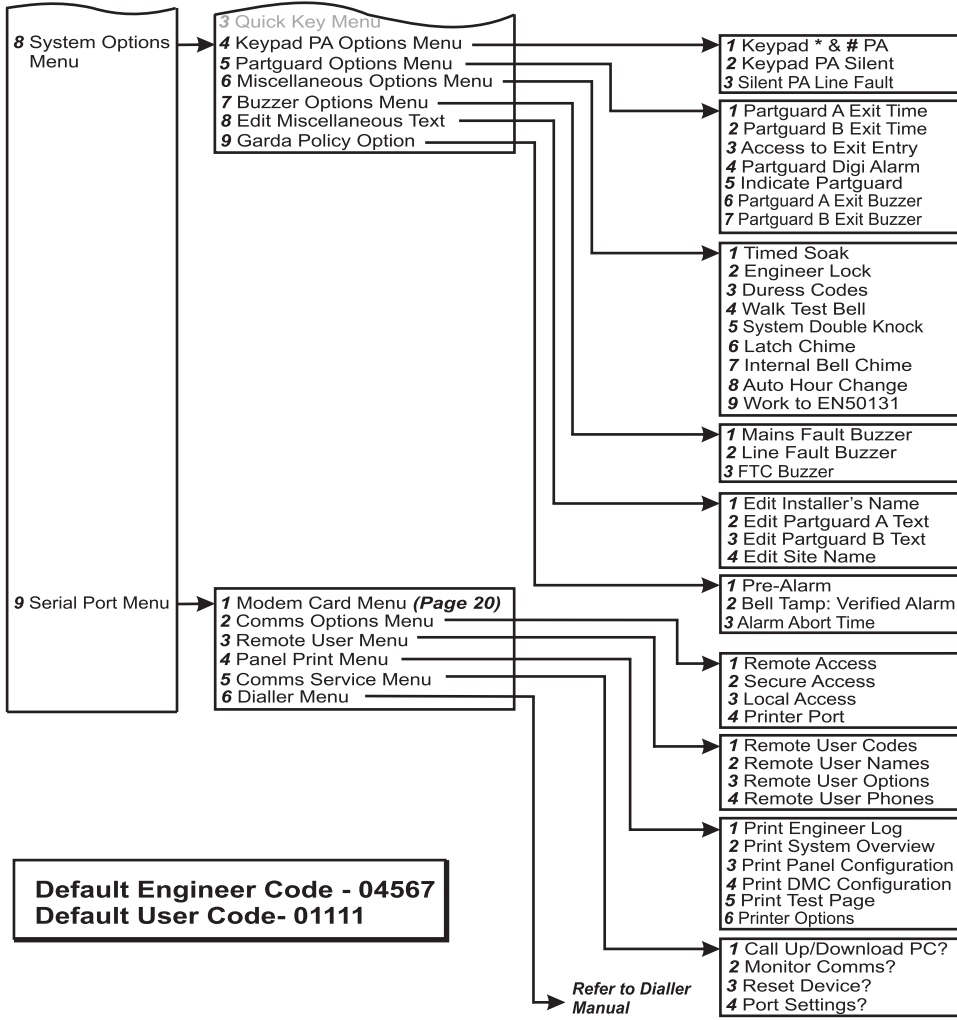 8 System Options
Menu
3 Quick Key Menu
4 Keypad PA Options Menu
5 Partguard Options Menu
6 Miscellaneous Options Menu
7 Buzzer Options Menu
8 Edit Miscellaneous Text
9 Garda Policy Option
1 Keypad * & # PA
2 Keypad PA Silent
3 Silent PA Line Fault
1 Partguard A Exit Time
2 Partguard B Exit Time
3 Access to Exit Entry
4 Partguard Digi Alarm
5 Indicate Partguard
6 Partguard A Exit Buzzer
7 Partguard B Exit Buzzer
1 Timed Soak
2 Engineer Lock
3 Duress Codes
4 Walk Test Bell
5 System Double Knock
6 Latch Chime
7 Internal Bell Chime
8 Auto Hour Change
9 Work to EN50131
1 Mains Fault Buzzer
2 Line Fault Buzzer
3 FTC Buzzer
1 Edit Installer's Name
2 Edit Partguard A Text
3 Edit Partguard B Text
4 Edit Site Name
1 Pre-Alarm
2 Bell Tamp: Verified Alarm
3 Alarm Abort Time
9 Serial Port Menu
1 Modem Card Menu (Page 20)
2 Comms Options Menu
3 Remote User Menu
4 Panel Print Menu
5 Comms Service Menu
6 Dialler Menu
1 Remote Access
2 Secure Access
3 Local Access
4 Printer Port
1 Remote User Codes
2 Remote User Names
3 Remote User Options
4 Remote User Phones
1 Print Engineer Log
2 Print System Overview
3 Print Panel Configuration
4 Print DMC Configuration
5 Print Test Page
6 Printer Options
1 Call Up/Download PC?
2 Monitor Comms?
3 Reset Device?
4 Port Settings?
Refer to Dialler
Manual
Default Engineer Code - 04567
Default User Code- 01111